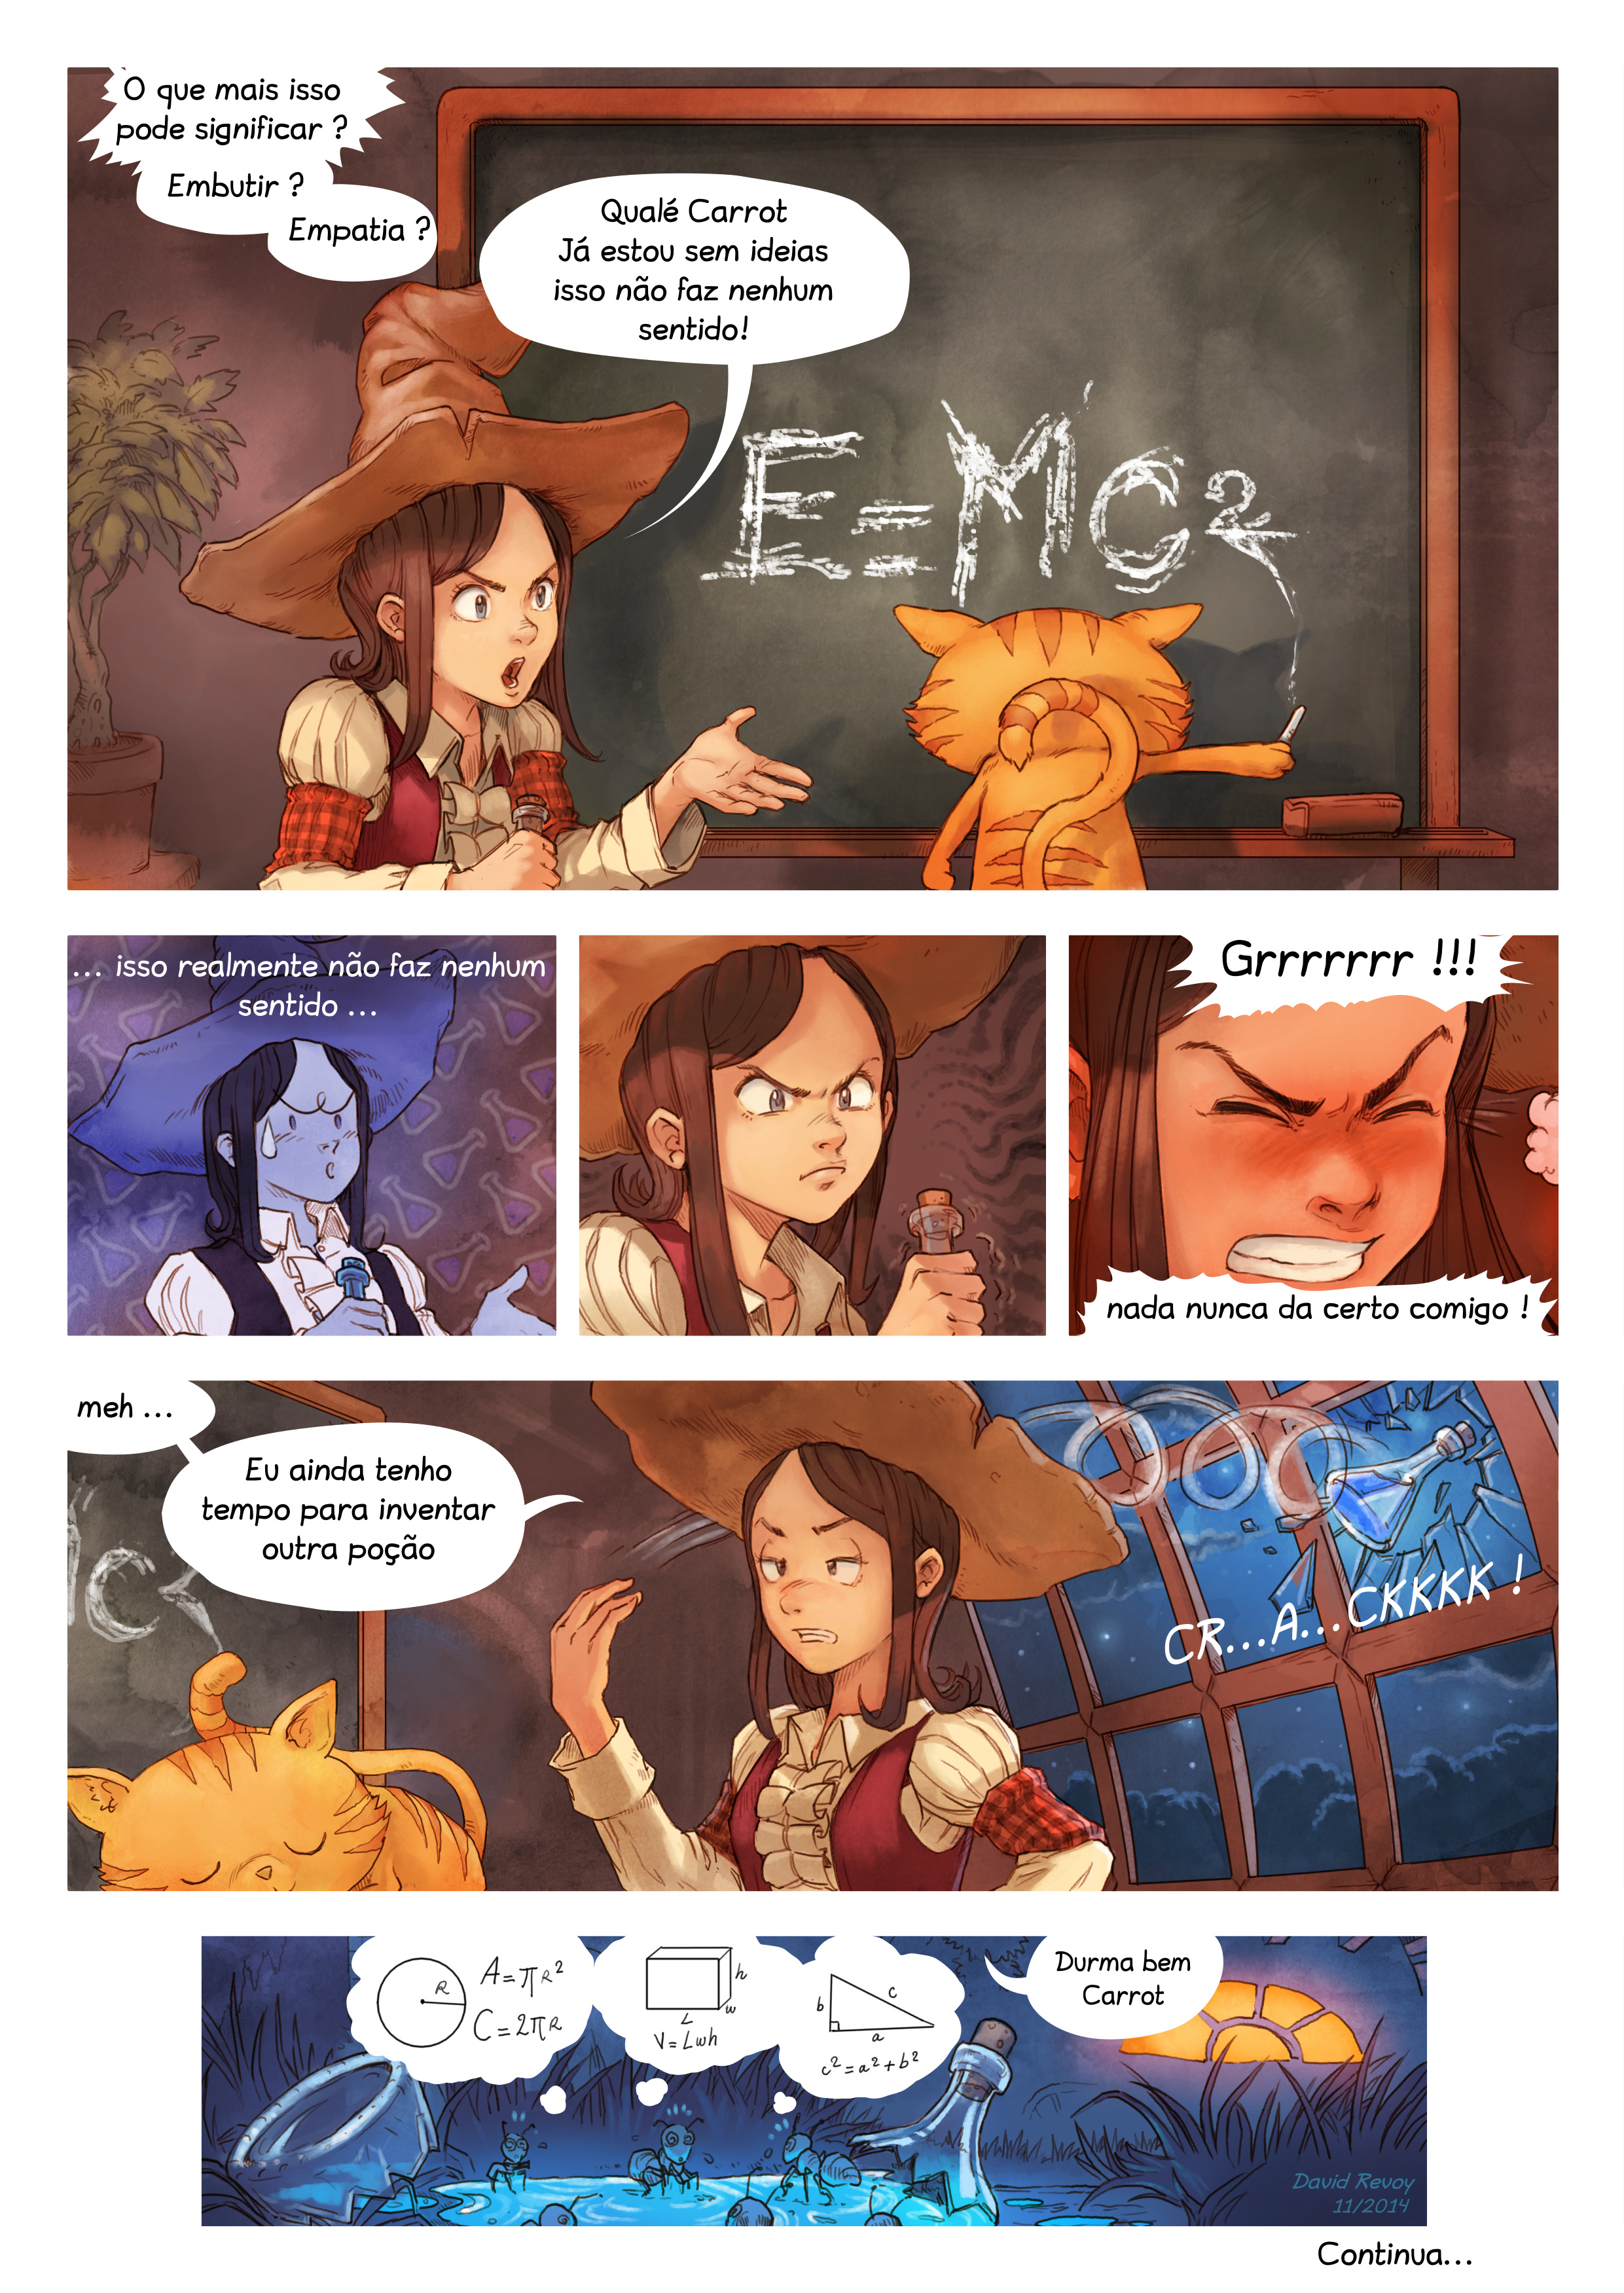 O que mais isso
pode significar ?
Embutir ?
Empatia ?
Qualé Carrot
Já estou sem ideias
isso não faz nenhum
sentido!
E=MC2
... isso realmente não faz nenhum
sentido ...
Grrrrrrr !!!
nada nunca da certo comigo !
meh ...
Eu ainda tenho
tempo para inventar
outra poção
MC2
CR...A...CKKKK !
R
A=πR²
C=2πR
h
w
L
V=Lwh
b
c
a
c²=a²+b²
Durma bem
Carrot
David Revoy
11/2014
Continua...